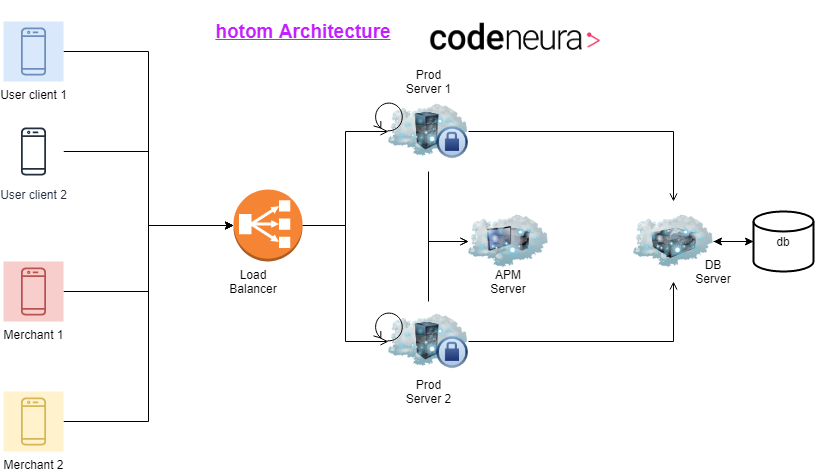 hotom Architecture
codeneura>
User client 1
User client 2
Merchant 1
Merchant 2
Load
Balancer
Prod
Server 1
APM
Server
Prod
Server 2
DB
Server
db